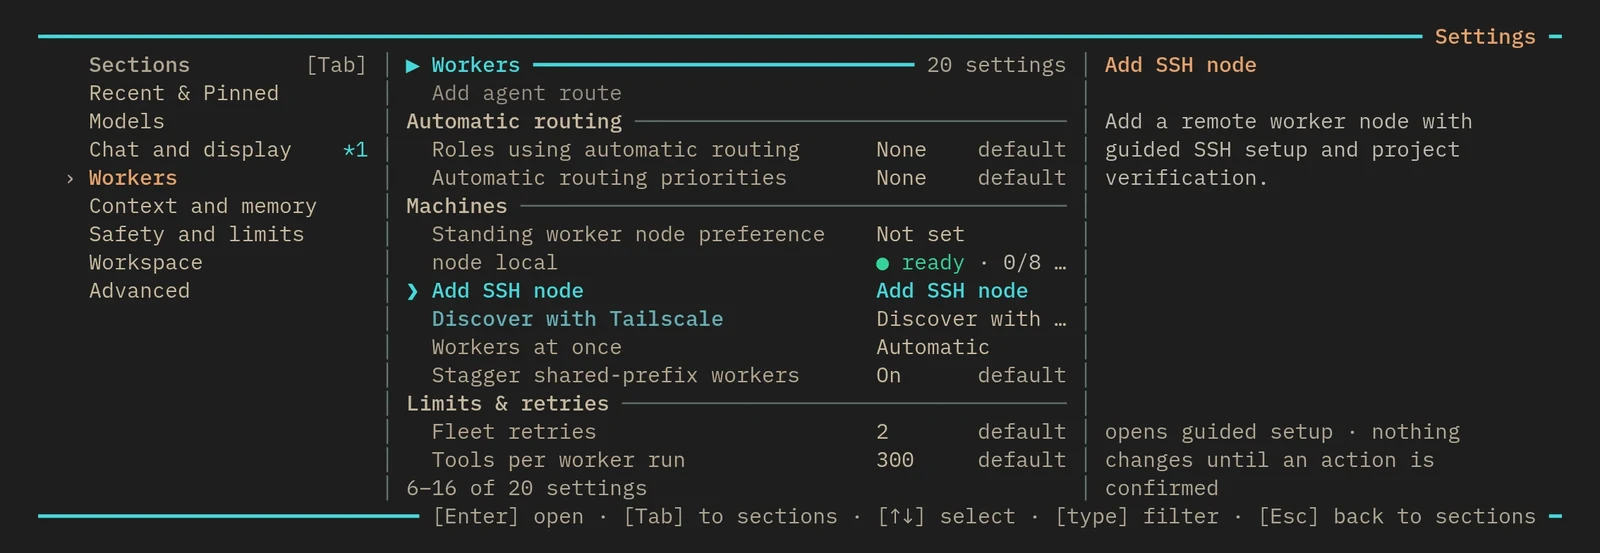 Settings
Sections [Tab]
Recent & Pinned
Models
Chat and display *1
› Workers
Context and memory
Safety and limits
Workspace
Advanced
▶ Workers 20 settings
Add agent route
Automatic routing
Roles using automatic routing None default
Automatic routing priorities None default
Machines
Standing worker node preference Not set
node local ● ready · 0/8 …
❯ Add SSH node Add SSH node
Discover with Tailscale Discover with …
Workers at once Automatic
Stagger shared-prefix workers On default
Limits & retries
Fleet retries 2 default
Tools per worker run 300 default
6–16 of 20 settings
Add SSH node
Add a remote worker node with
guided SSH setup and project
verification.
opens guided setup · nothing
changes until an action is
confirmed
[Enter] open · [Tab] to sections · [↑↓] select · [type] filter · [Esc] back to sections